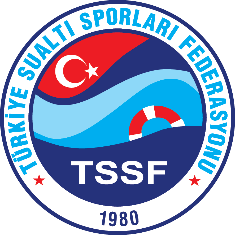 TÜRKİYE SUALTI SPORLARI FEDERASYONU
TSSF
1980